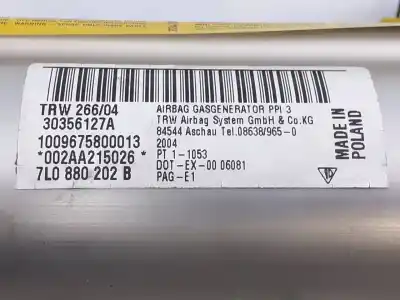 TRW 266/04
30356127A
1009675800013
*002AA215026*
7L0 880 202 B
AIRBAG GASGENERATOR PPI 3
TRW Airbag System GmbH & Co.KG
84544 Aschau Tel.08638/965-0
2004
PT 1-1053
DOT-EX-00 06081
PAG-E1
MADE IN
POLAND